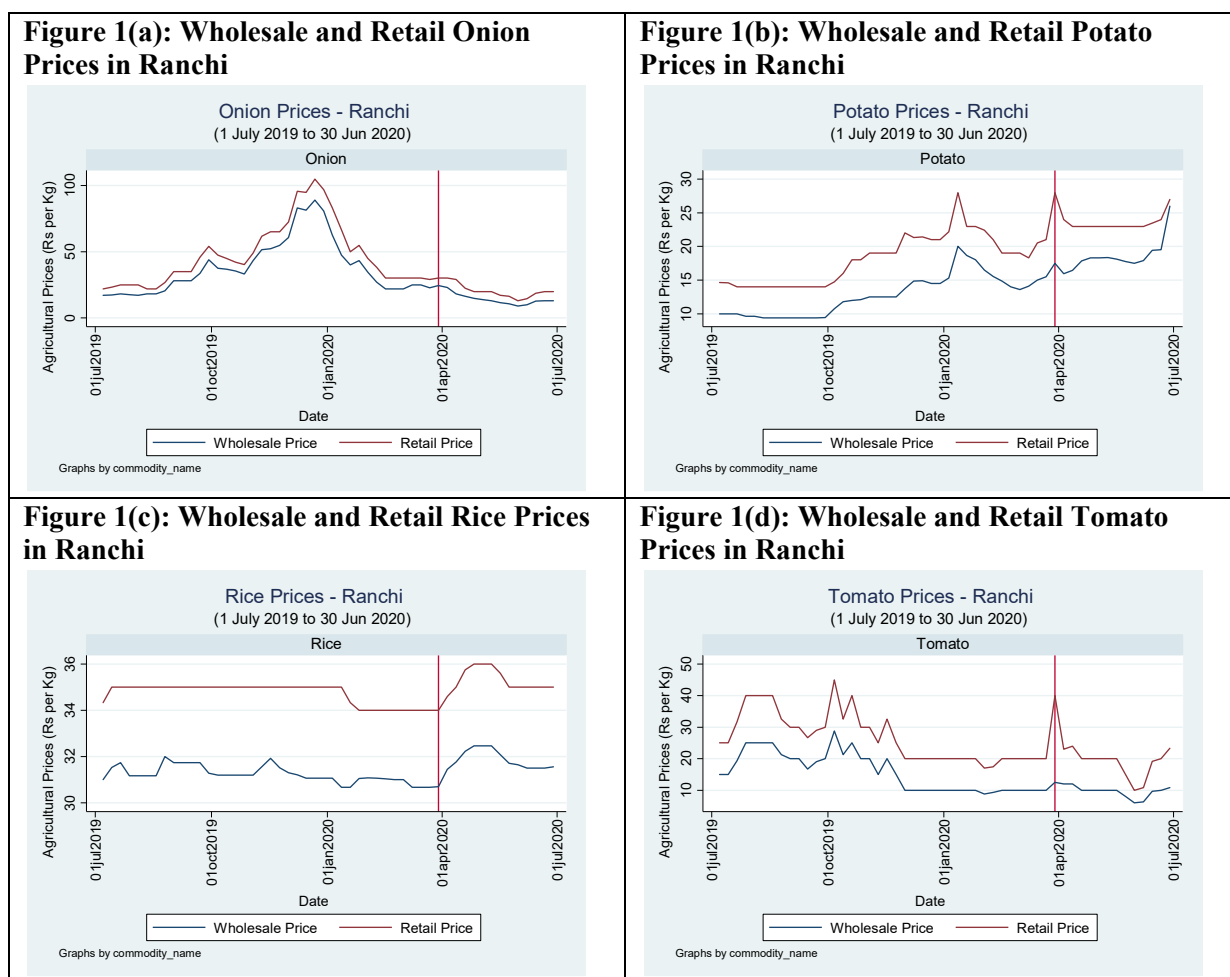 Figure 1(a): Wholesale and Retail Onion
Prices in Ranchi
Onion Prices - Ranchi
(1 July 2019 to 30 Jun 2020)
Onion
Agricultural Prices (Rs per Kg)
100
50
0
01jul2019
01oct2019
01jan2020
01apr2020
01jul2020
Date
Wholesale Price
Retail Price
Graphs by commodity_name
Figure 1(b): Wholesale and Retail Potato
Prices in Ranchi
Potato Prices - Ranchi
(1 July 2019 to 30 Jun 2020)
Potato
Agricultural Prices (Rs per Kg)
30
25
20
15
10
01jul2019
01oct2019
01jan2020
01apr2020
01jul2020
Date
Wholesale Price
Retail Price
Graphs by commodity_name
Figure 1(c): Wholesale and Retail Rice Prices
in Ranchi
Rice Prices - Ranchi
(1 July 2019 to 30 Jun 2020)
Rice
Agricultural Prices (Rs per Kg)
36
34
32
30
01jul2019
01oct2019
01jan2020
01apr2020
01jul2020
Date
Wholesale Price
Retail Price
Graphs by commodity_name
Figure 1(d): Wholesale and Retail Tomato
Prices in Ranchi
Tomato Prices - Ranchi
(1 July 2019 to 30 Jun 2020)
Tomato
Agricultural Prices (Rs per Kg)
50
40
30
20
10
01jul2019
01oct2019
01jan2020
01apr2020
01jul2020
Date
Wholesale Price
Retail Price
Graphs by commodity_name